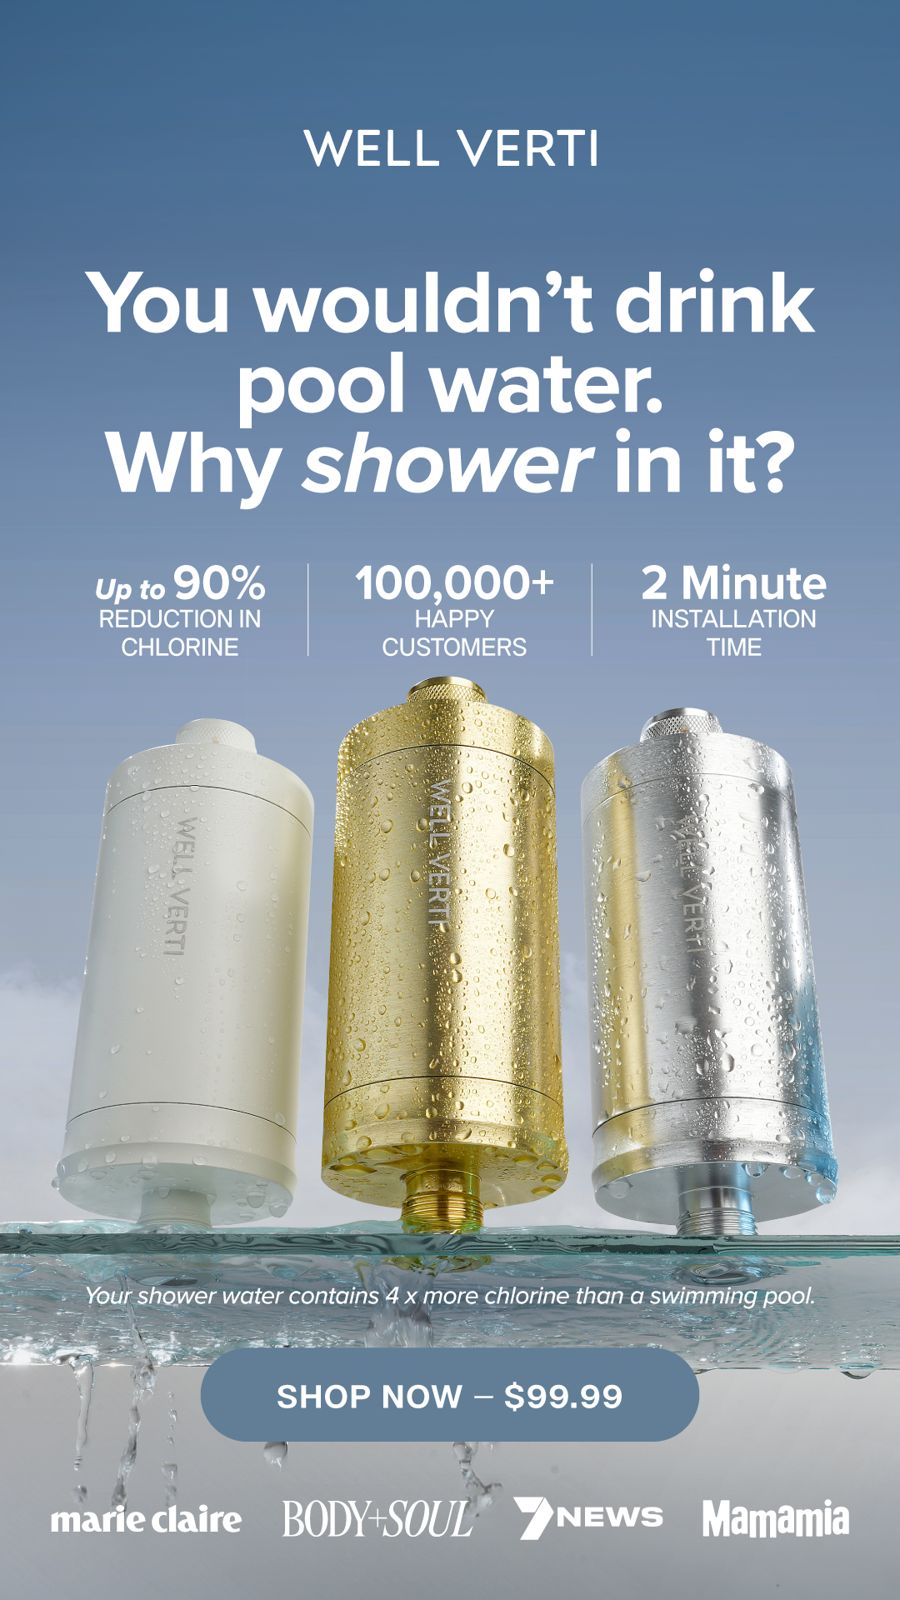 WELL VERTI
You wouldn’t drink
pool water.
Why shower in it?
Up to 90%
REDUCTION IN
CHLORINE
100,000+
HAPPY
CUSTOMERS
2 Minute
INSTALLATION
TIME
WELL VERTI
WELL VERTI
WELL VERTI
Your shower water contains 4 x more chlorine than a swimming pool.
SHOP NOW – $99.99
marie claire
BODY+SOUL
7NEWS
Mamamia